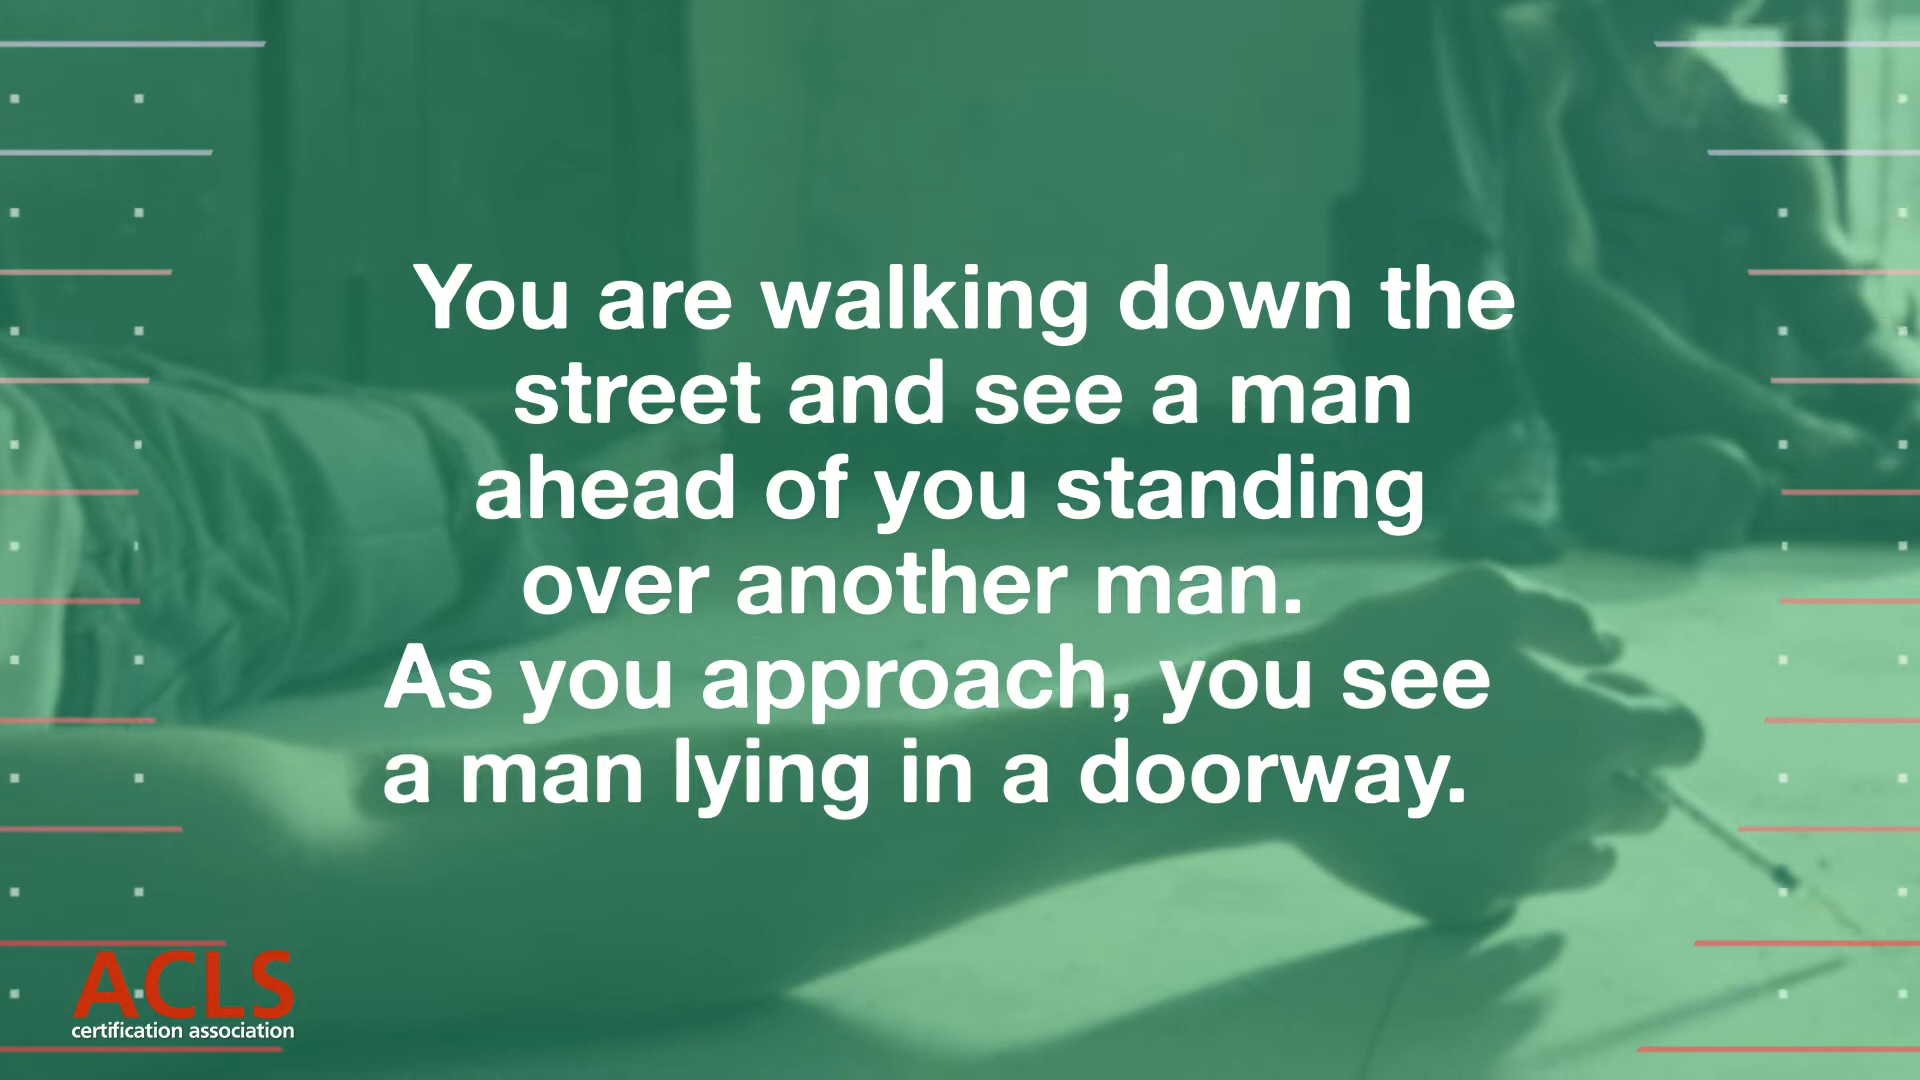 You are walking down the
street and see a man
ahead of you standing
over another man.
As you approach, you see
a man lying in a doorway.
ACLS
certification association